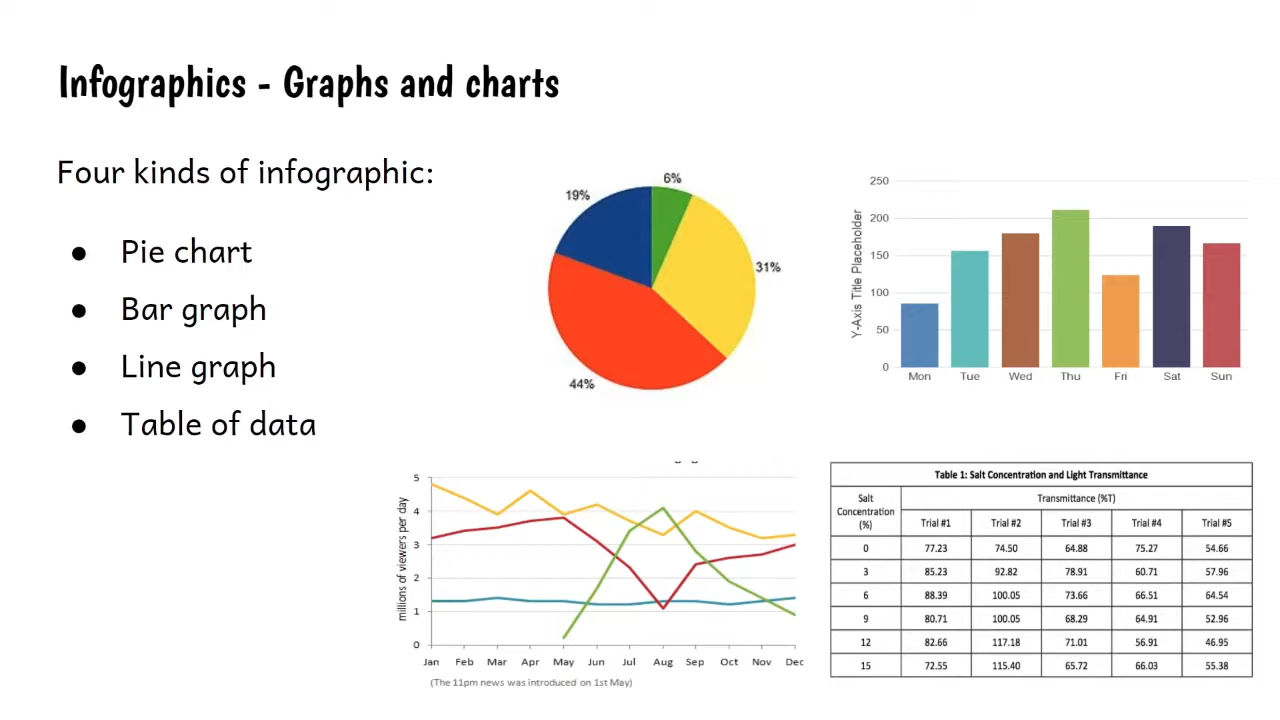 Infographics - Graphs and charts
Four kinds of infographic:
● Pie chart
● Bar graph
● Line graph
● Table of data
6%
19%
31%
44%
250
200
150
100
50
0
Y-Axis Title Placeholder
Mon Tue Wed Thu Fri Sat Sun
5
4
3
2
1
0
millions of viewers per day
Jan Feb Mar Apr May Jun Jul Aug Sep Oct Nov Dec
(The 11pm news was introduced on 1st May)
Table 1: Salt Concentration and Light Transmittance
Salt Concentration (%)
Transmittance (%T)
Trial #1 Trial #2 Trial #3 Trial #4 Trial #5
0 77.23 74.50 64.88 75.27 54.66
3 85.23 92.82 78.91 60.71 57.96
6 88.39 100.05 73.66 66.51 64.54
9 80.71 100.05 68.29 64.91 52.96
12 82.66 117.18 71.01 56.91 46.95
15 72.55 115.40 65.72 66.03 55.38